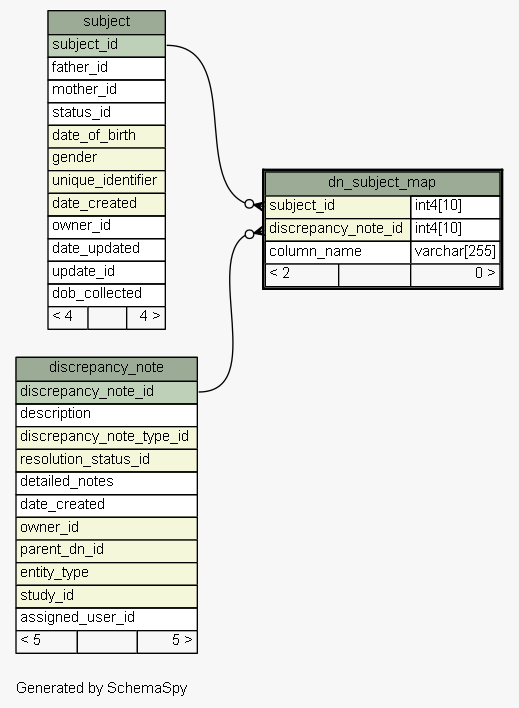 subject
subject_id
father_id
mother_id
status_id
date_of_birth
gender
unique_identifier
date_created
owner_id
date_updated
update_id
dob_collected
< 4 4 >
dn_subject_map
subject_id int4[10]
discrepancy_note_id int4[10]
column_name varchar[255]
< 2 0 >
discrepancy_note
discrepancy_note_id
description
discrepancy_note_type_id
resolution_status_id
detailed_notes
date_created
owner_id
parent_dn_id
entity_type
study_id
assigned_user_id
< 5 5 >
Generated by SchemaSpy